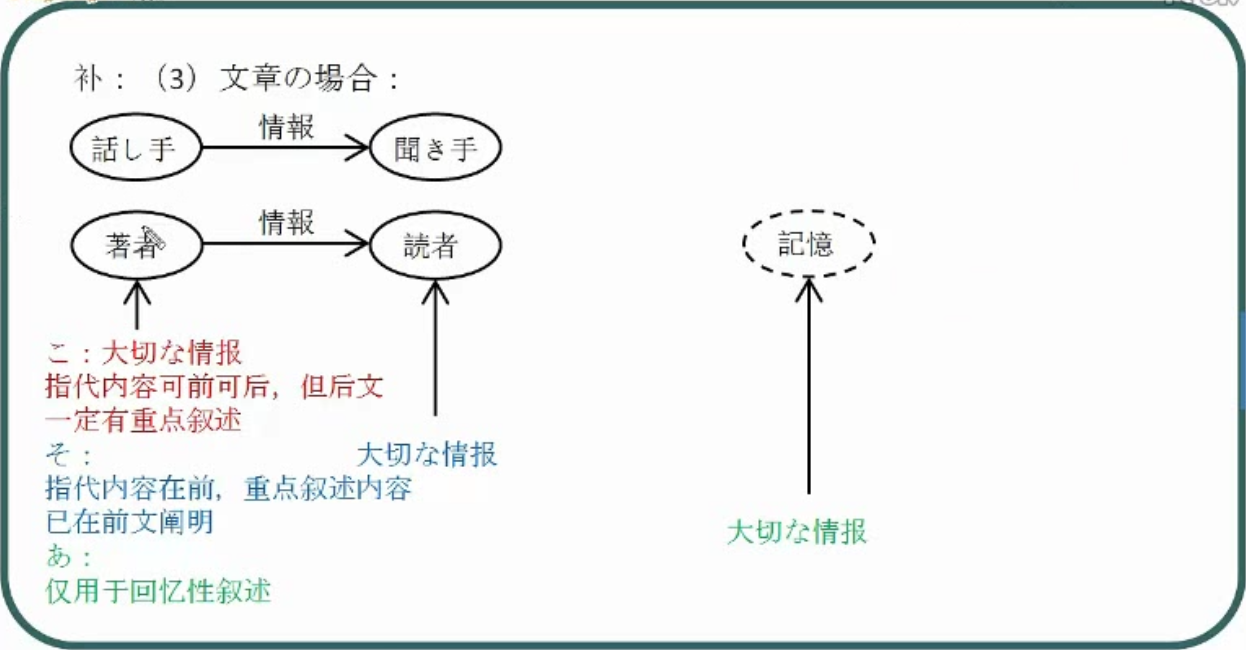 补：（3）文章の場合：
情報
話し手 聞き手
情報
著者 読者 記憶
こ：大切な情报
指代内容可前可后，但后文
一定有重点叙述
そ： 大切な情报
指代内容在前，重点叙述内容
已在前文阐明
大切な情报
あ：
仅用于回忆性叙述